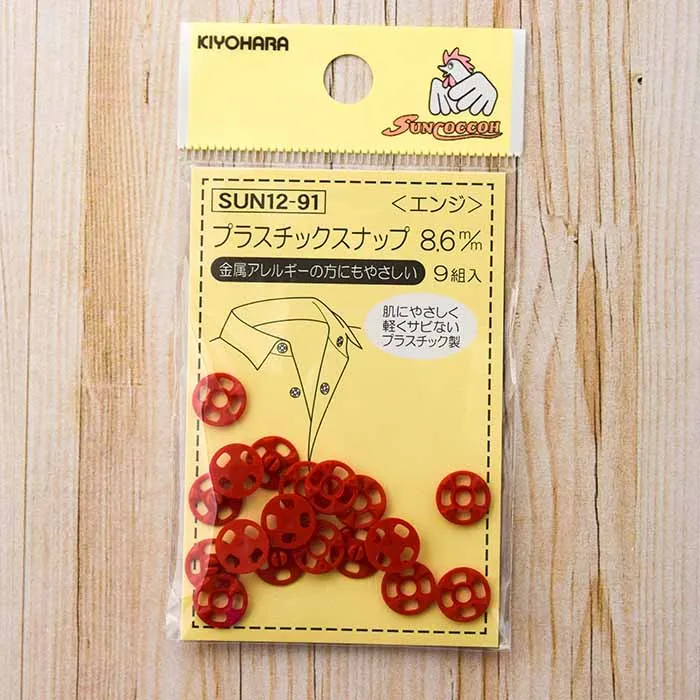 KIYOHARA
SUNCOCCOH
SUN12-91
<エンジ>
プラスチックスナップ 8.6m/m
金属アレルギーの方にもやさしい
9組入
肌にやさしく
軽くサビない
プラスチック製